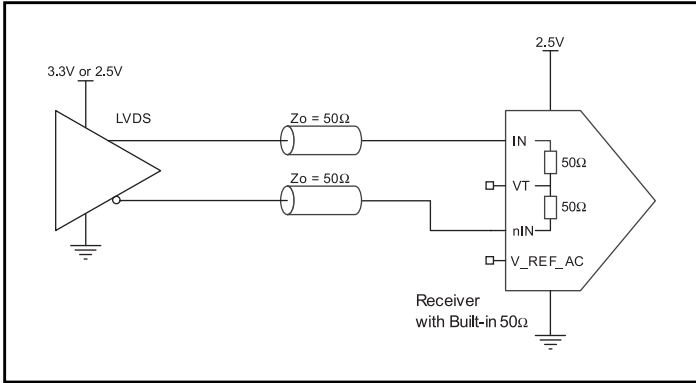 2.5V
3.3V or 2.5V
LVDS
Zo = 50Ω
IN
50Ω
Zo = 50Ω
VT
50Ω
nIN
V_REF_AC
Receiver
with Built-in 50Ω